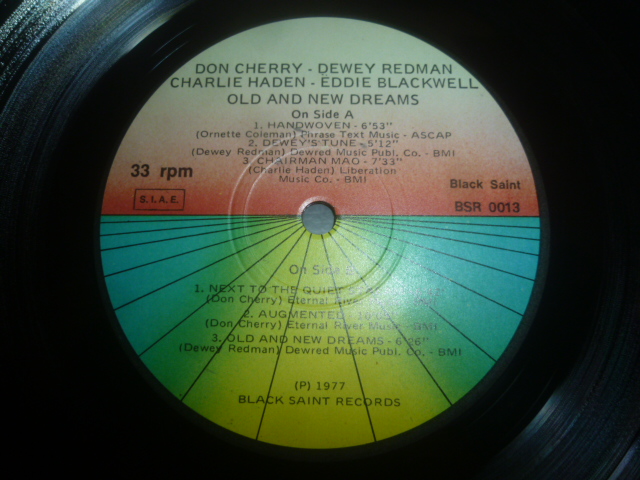 DON CHERRY - DEWEY REDMAN
CHARLIE HADEN - EDDIE BLACKWELL
OLD AND NEW DREAMS
On Side A
1. HANDWOVEN - 6'53"
(Ornette Coleman) Phrase Text Music - ASCAP
2. DEWEY'S TUNE - 5'12"
(Dewey Redman) Dewred Music Publ. Co. - BMI
3. CHAIRMAN MAO - 7'33"
(Charlie Haden) Liberation
Music Co. - BMI
33 rpm
S.I.A.E.
Black Saint
BSR 0013
On Side
1. NEXT TO THE QUIET
(Don Cherry) Eternal River BMI
2. AUGMENTED
(Don Cherry) Eternal River Music - BMI
3. OLD AND NEW DREAMS - 6'26"
(Dewey Redman) Dewred Music Publ. Co. - BMI
(P) 1977
BLACK SAINT RECORDS